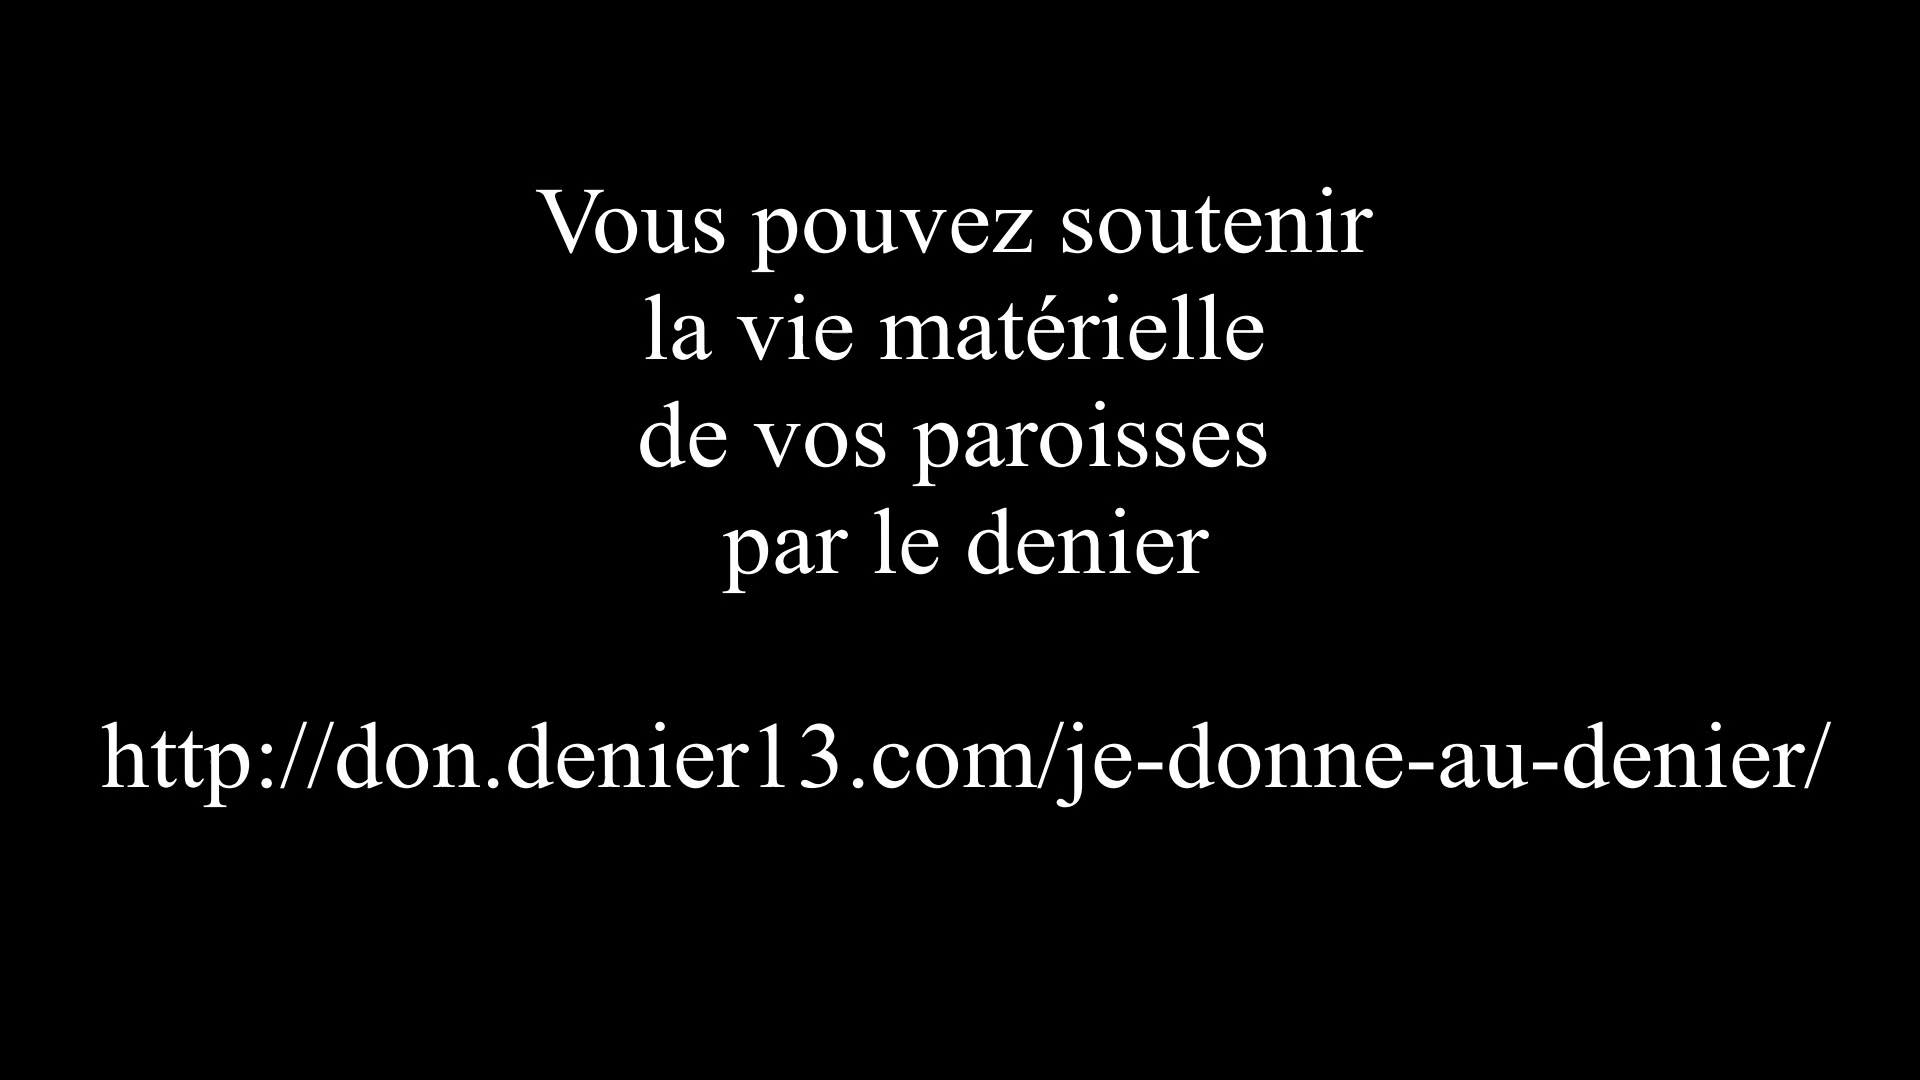 Vous pouvez soutenir
la vie matérielle
de vos paroisses
par le denier
http://don.denier13.com/je-donne-au-denier/